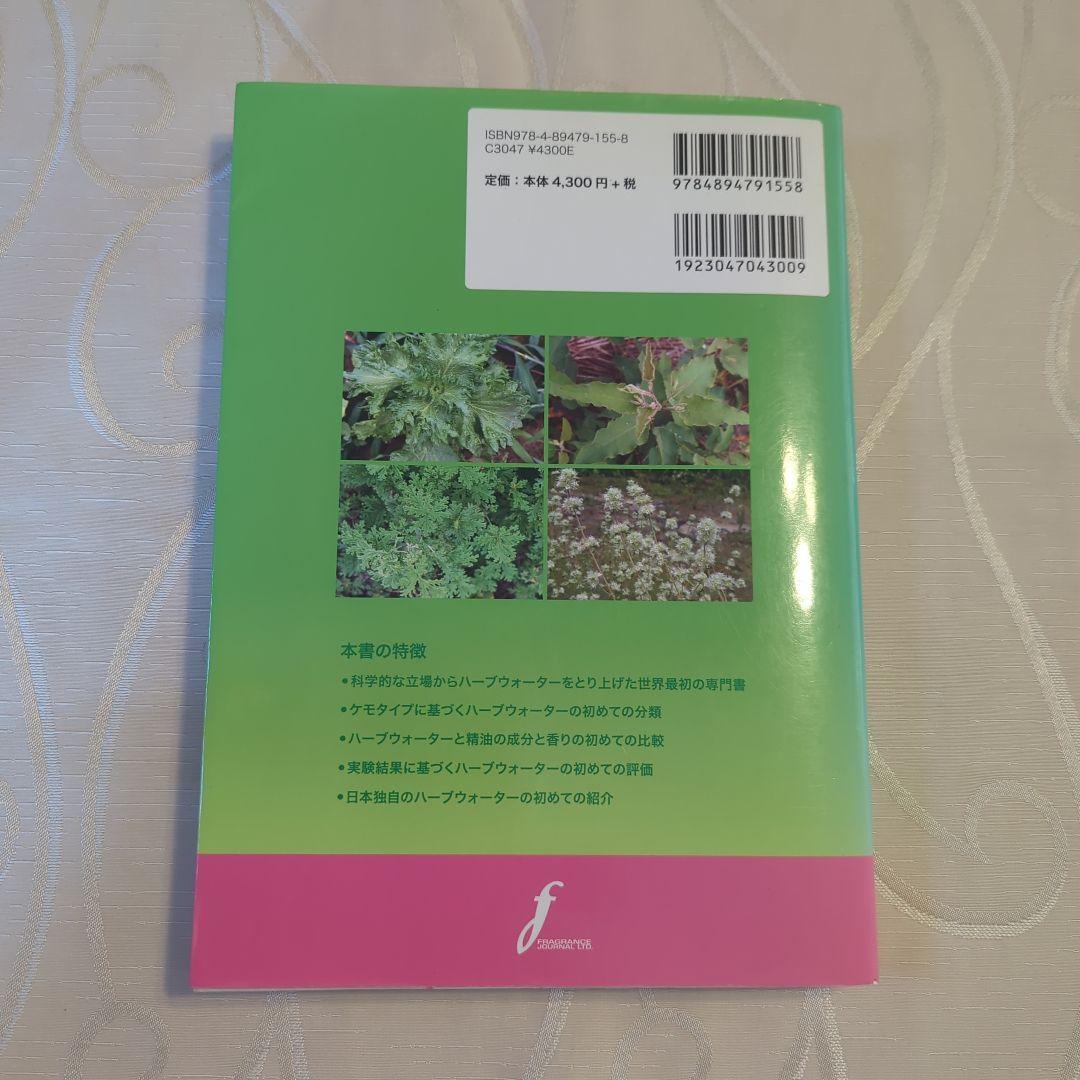 ISBN978-4-89479-155-8
C3047 ¥4300E
定価：本体 4,300 円 + 税
9784894791558
1923047043009
本書の特徴
●科学的な立場からハーブウォーターをとり上げた世界最初の専門書
●ケモタイプに基づくハーブウォーターの初めての分類
●ハーブウォーターと精油の成分と香りの初めての比較
●実験結果に基づくハーブウォーターの初めての評価
●日本独自のハーブウォーターの初めての紹介
f
FRAGRANCE
JOURNAL LTD.